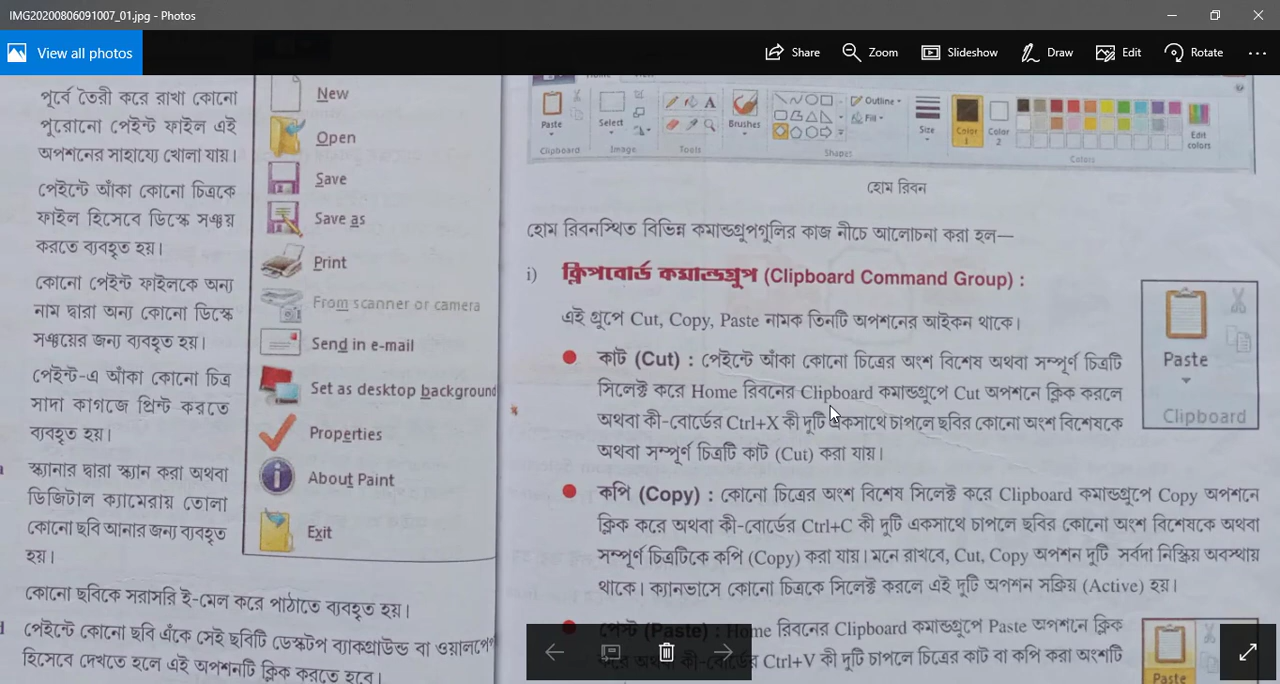 IMG20200806091007_01.jpg - Photos
View all photos
Share
Zoom
Slideshow
Draw
Edit
Rotate
পূর্বে তৈরী করে রাখা কোনো
পুরোনো পেইন্ট ফাইল এই
অপশনের সাহায্যে খোলা যায়।
পেইন্টে আঁকা কোনো চিত্রকে
ফাইল হিসেবে ডিস্কে সঞ্চয়
করতে ব্যবহৃত হয়।
কোনো পেইন্ট ফাইলকে অন্য
নাম দ্বারা অন্য কোনো ডিস্কে
সঞ্চয়ের জন্য ব্যবহৃত হয়।
পেইন্ট-এ আঁকা কোনো চিত্র
সাদা কাগজে প্রিন্ট করতে
ব্যবহৃত হয়।
স্ক্যানার দ্বারা স্ক্যান করা অথবা
ডিজিটাল ক্যামেরায় তোলা
কোনো ছবি আনার জন্য ব্যবহৃত
হয়।
কোনো ছবিকে সরাসরি ই-মেল করে পাঠাতে ব্যবহৃত হয়।
পেইন্টে কোনো ছবি এঁকে সেই ছবিটি ডেস্কটপ ব্যাকগ্রাউন্ড বা
হিসেবে দেখতে হলে এই অপশনটি ক্লিক করতে হবে।
New
Open
Save
Save as
Print
From scanner or camera
Send in e-mail
Set as desktop background
Properties
About Paint
Exit
Paste
Select
Brushes
Outline
Fill
Size
Color 1
Color 2
Edit colors
Clipboard
Image
Tools
Shapes
Colors
হোম রিবন
হোম রিবনস্থিত বিভিন্ন কমান্ডগ্রুপগুলির কাজ নীচে আলোচনা করা হল—
i) ক্লিপবোর্ড কমান্ডগ্রুপ (Clipboard Command Group) :
এই গ্রুপে Cut, Copy, Paste নামক তিনটি অপশনের আইকন থাকে।
কাট (Cut) : পেইন্টে আঁকা কোনো চিত্রের অংশ বিশেষ অথবা সম্পূর্ণ চিত্রটি
সিলেক্ট করে Home রিবনের Clipboard কমান্ডগ্রুপে Cut অপশনে ক্লিক করলে
অথবা কী-বোর্ডের Ctrl+X কী দুটি একসাথে চাপলে ছবির কোনো অংশ বিশেষকে
অথবা সম্পূর্ণ চিত্রটি কাট (Cut) করা যায়।
Paste
Clipboard
কপি (Copy) : কোনো চিত্রের অংশ বিশেষ সিলেক্ট করে Clipboard কমান্ডগ্রুপে Copy অপশনে
ক্লিক করে অথবা কী-বোর্ডের Ctrl+C কী দুটি একসাথে চাপলে ছবির কোনো অংশ বিশেষকে অথবা
সম্পূর্ণ চিত্রটিকে কপি (Copy) করা যায়। মনে রাখবে, Cut, Copy অপশন দুটি সর্বদা নিষ্ক্রিয় অবস্থায়
থাকে। ক্যানভাসে কোনো চিত্রকে সিলেক্ট করলে এই দুটি অপশন সক্রিয় (Active) হয়।
পেস্ট (Paste) : Home রিবনের Clipboard কমান্ডগ্রুপে Paste অপশনে ক্লিক
করে অথবা কী-বোর্ডের Ctrl+V কী দুটি চাপলে চিত্রের কাট বা কপি করা অংশটি
Paste